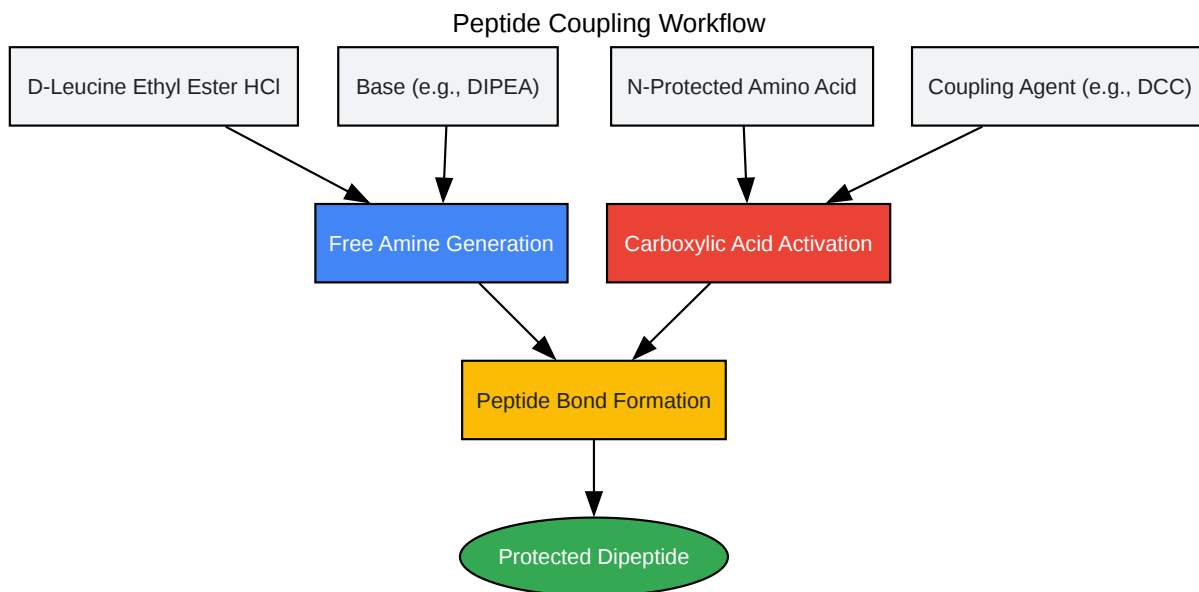 Peptide Coupling Workflow
D-Leucine Ethyl Ester HCl
Base (e.g., DIPEA)
N-Protected Amino Acid
Coupling Agent (e.g., DCC)
Free Amine Generation
Carboxylic Acid Activation
Peptide Bond Formation
Protected Dipeptide